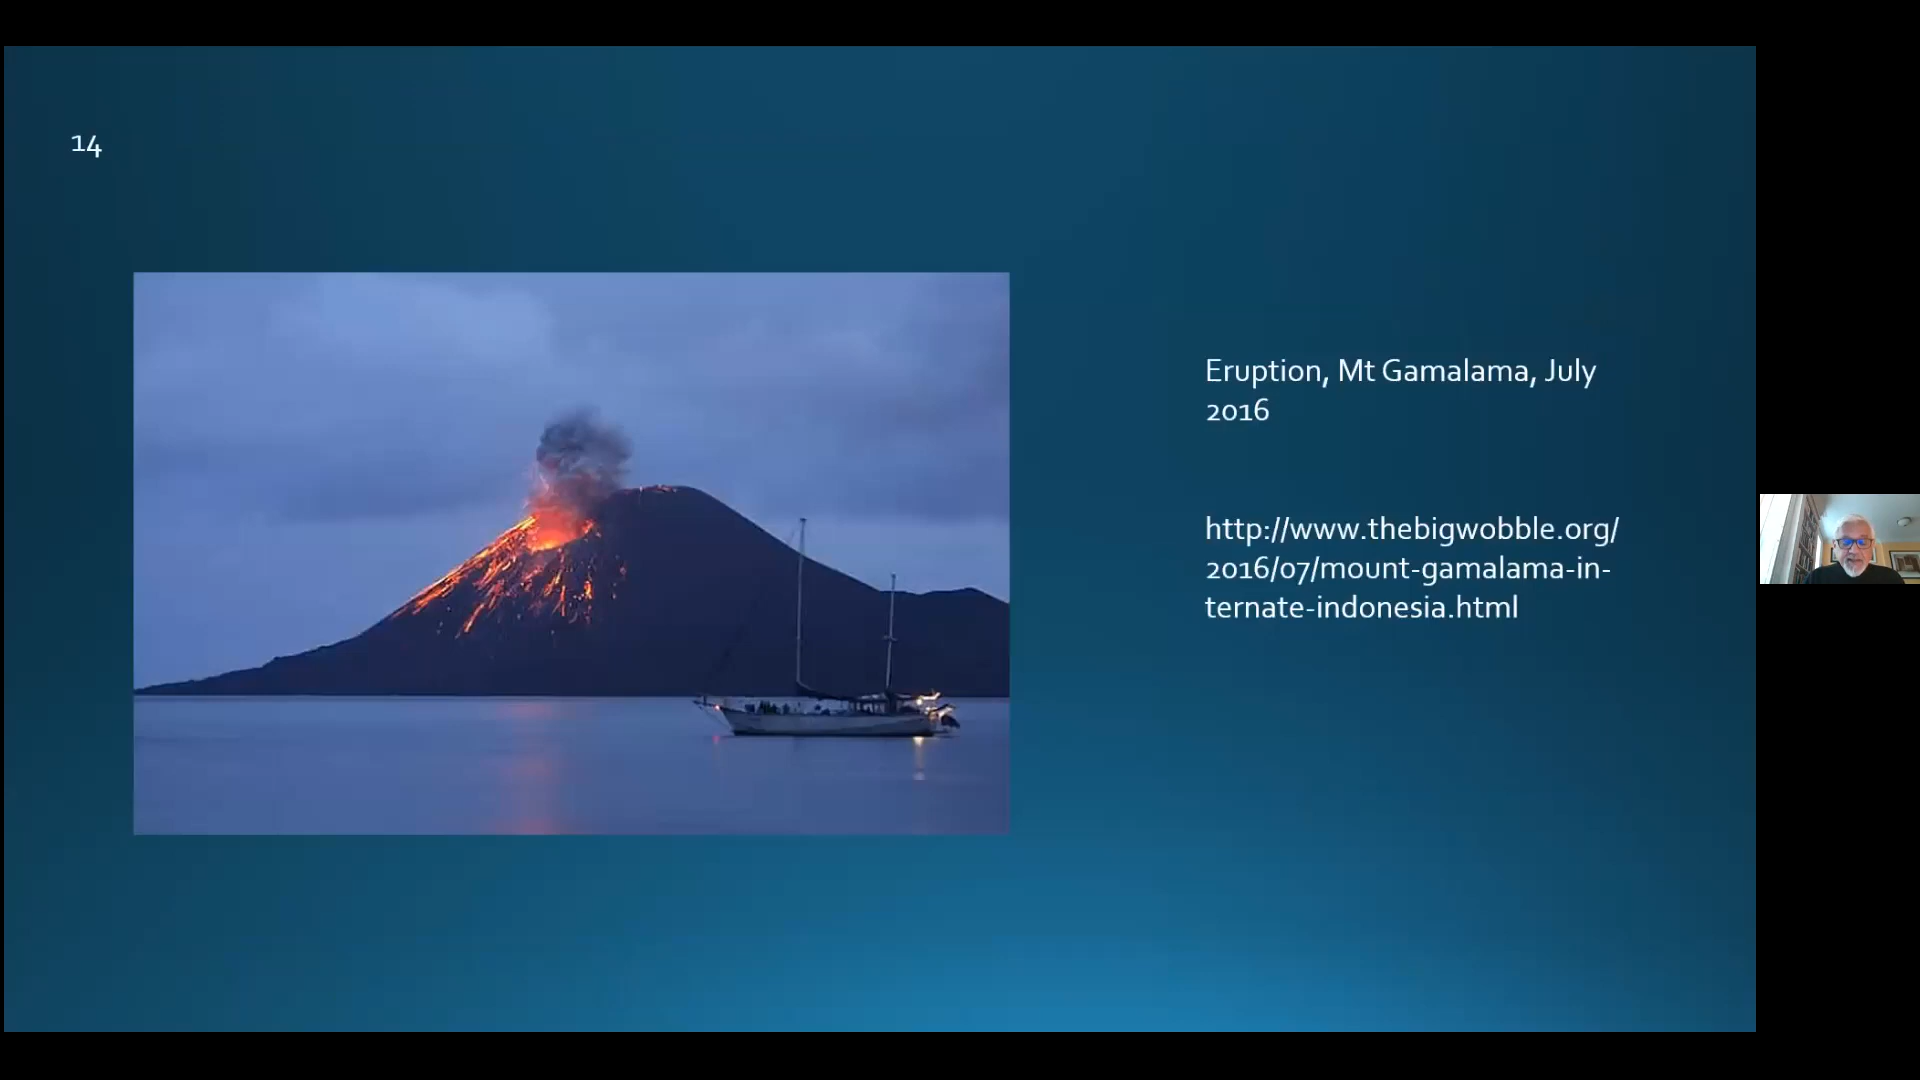 14
Eruption, Mt Gamalama, July
2016
http://www.thebigwobble.org/
2016/07/mount-gamalama-in-
ternate-indonesia.html